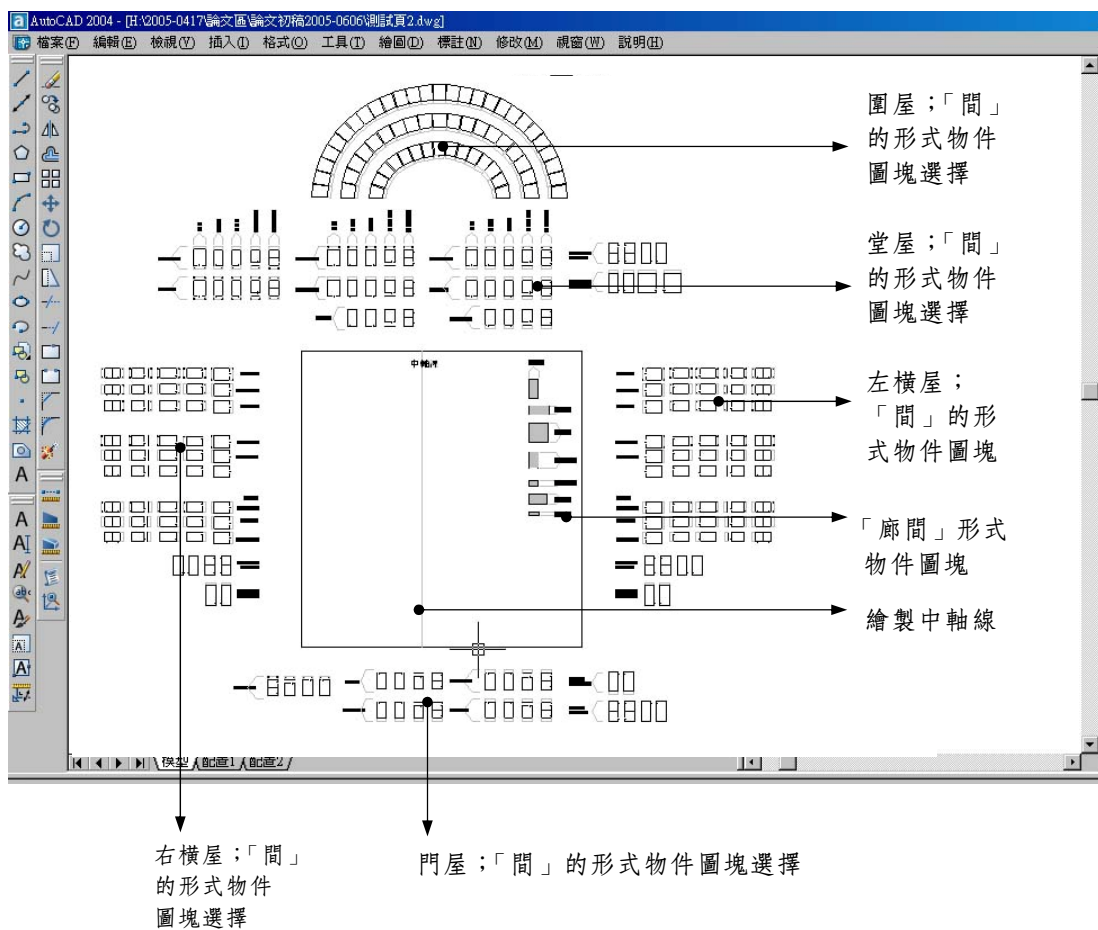 AutoCAD 2004 - [H:\2005-0417\論文區\論文初稿2005-0606\測試頁2.dwg]
檔案(F) 編輯(E) 檢視(V) 插入(I) 格式(O) 工具(T) 繪圖(D) 標註(N) 修改(M) 視窗(W) 說明(H)
圍屋；「間」
的形式物件
圖塊選擇
堂屋；「間」
的形式物件
圖塊選擇
中軸線
左橫屋；
「間」的形
式物件圖塊
「廊間」形式
物件圖塊
繪製中軸線
模型 配置1 配置2
右橫屋；「間」
的形式物件
圖塊選擇
門屋；「間」的形式物件圖塊選擇